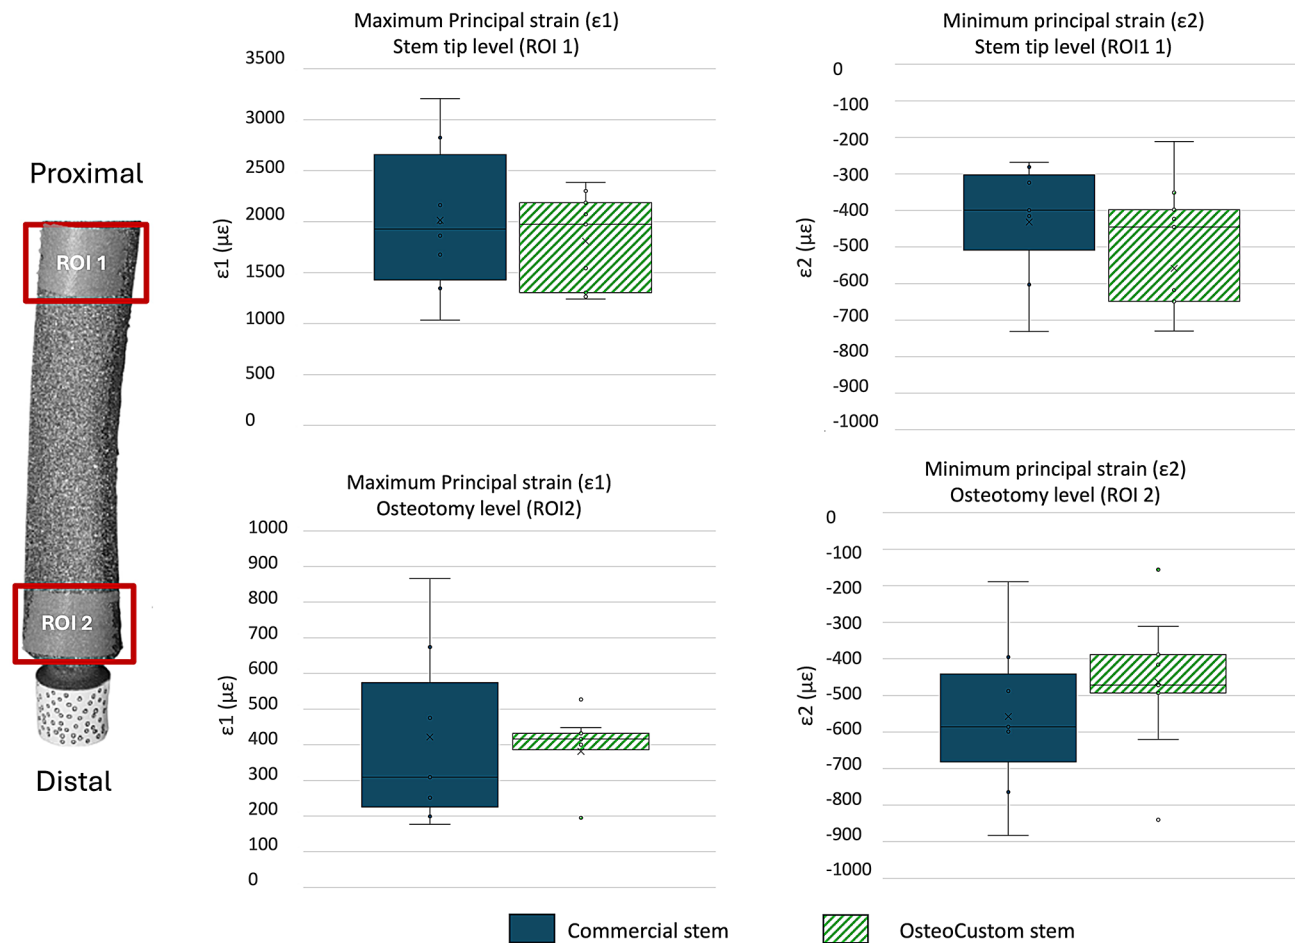 Proximal
ROI 1
ROI 2
Distal
Maximum Principal strain (ε1)
Stem tip level (ROI 1)
ε1 (µε)
3500
3000
2500
2000
1500
1000
500
0
Minimum principal strain (ε2)
Stem tip level (ROI1 1)
ε2 (µε)
0
-100
-200
-300
-400
-500
-600
-700
-800
-900
-1000
Maximum Principal strain (ε1)
Osteotomy level (ROI2)
ε1 (µε)
1000
900
800
700
600
500
400
300
200
100
0
Minimum principal strain (ε2)
Osteotomy level (ROI 2)
ε2 (µε)
0
-100
-200
-300
-400
-500
-600
-700
-800
-900
-1000
Commercial stem
OsteoCustom stem